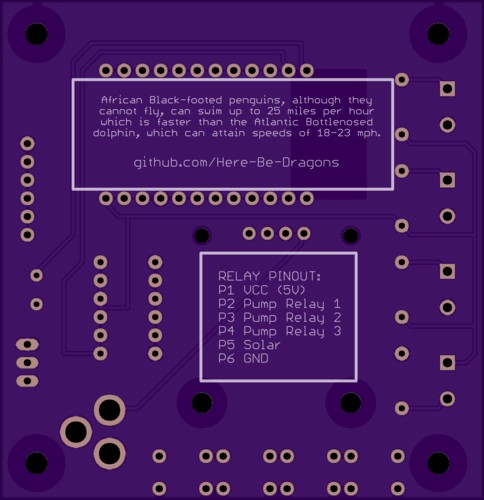 African Black-footed penguins, although they
cannot fly, can swim up to 25 miles per hour
which is faster than the Atlantic Bottlenosed
dolphin, which can attain speeds of 18-23 mph.
github.com/Here-Be-Dragons
RELAY PINOUT:
P1 VCC (5V)
P2 Pump Relay 1
P3 Pump Relay 2
P4 Pump Relay 3
P5 Solar
P6 GND